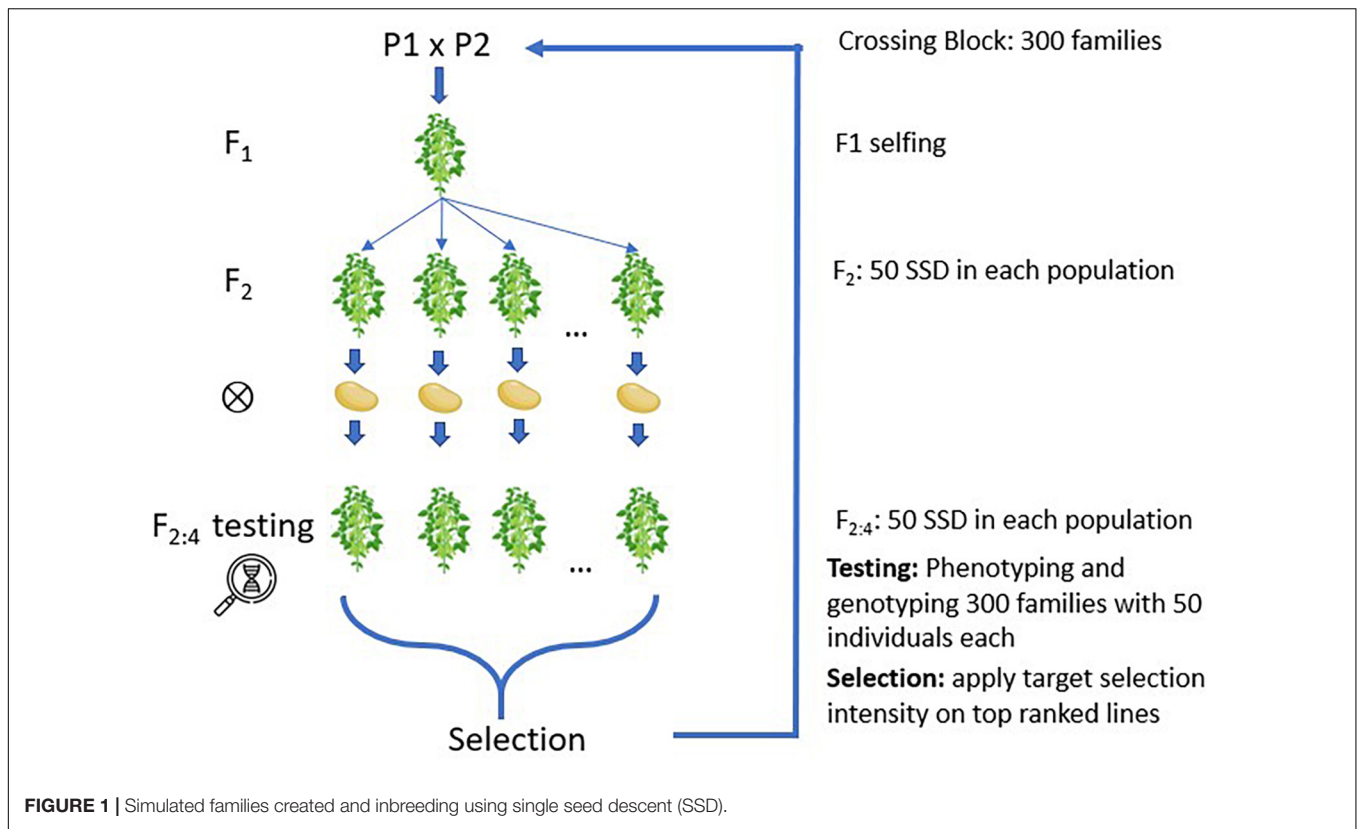 P1 x P2
Crossing Block: 300 families
F1
F1 selfing
F2
F2: 50 SSD in each population
...
F2:4 testing
F2:4: 50 SSD in each population
...
Testing: Phenotyping and
genotyping 300 families with 50
individuals each
Selection: apply target selection
intensity on top ranked lines
Selection
FIGURE 1 | Simulated families created and inbreeding using single seed descent (SSD).